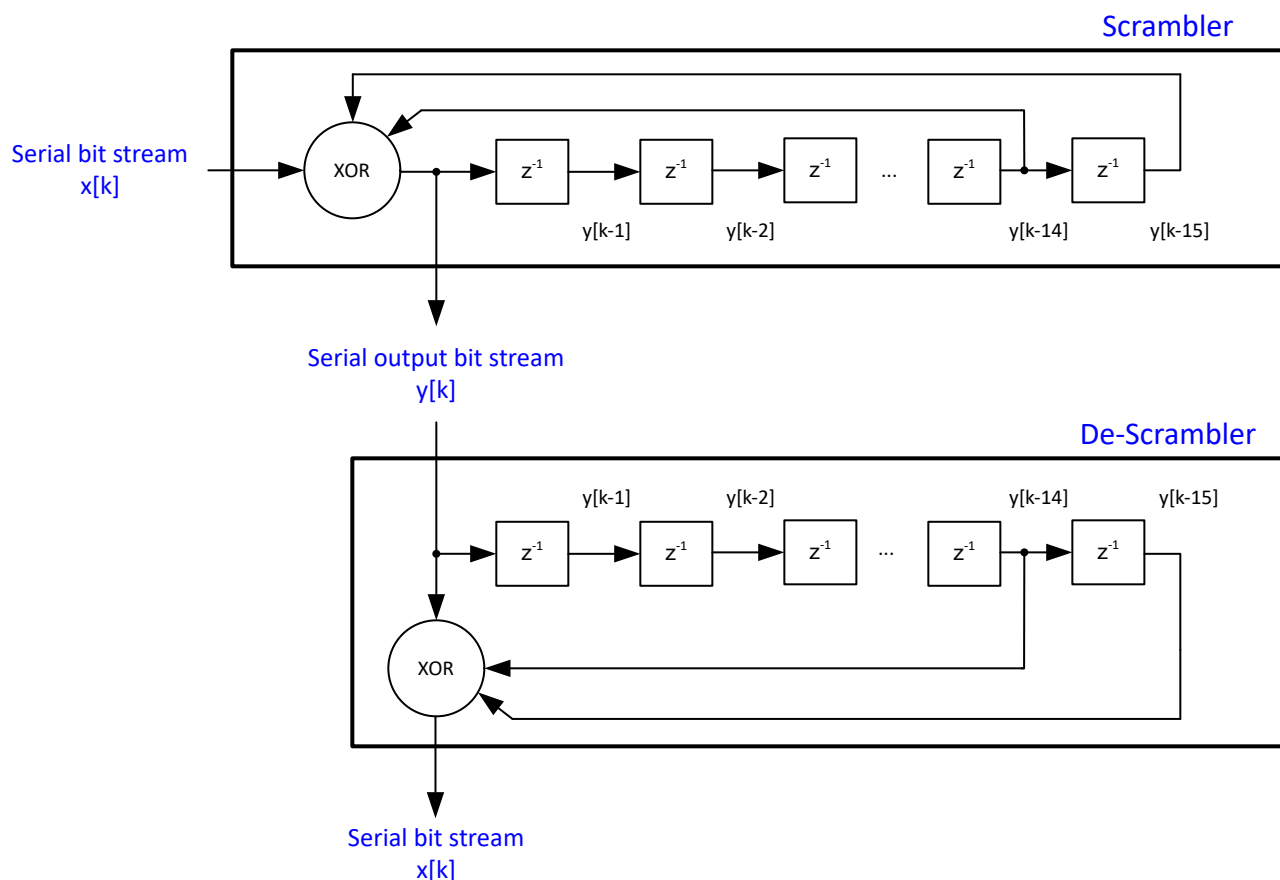 Scrambler
Serial bit stream
x[k]
XOR
z-1
z-1
z-1
...
z-1
z-1
y[k-1]
y[k-2]
y[k-14]
y[k-15]
Serial output bit stream
y[k]
De-Scrambler
y[k-1]
y[k-2]
y[k-14]
y[k-15]
z-1
z-1
z-1
...
z-1
z-1
XOR
Serial bit stream
x[k]